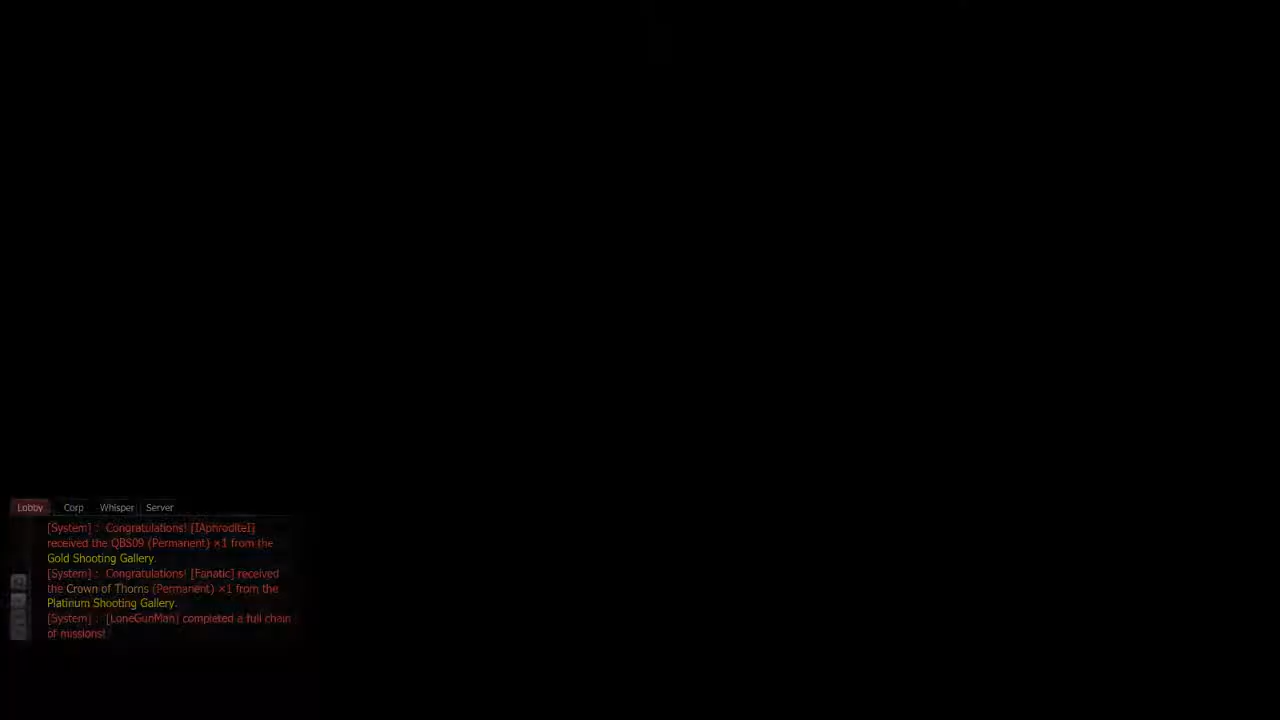 Lobby Corp Whisper Server
[System] : Congratulations! [IAphroditeI]
received the QBS09 (Permanent) ×1 from the
Gold Shooting Gallery.
[System] : Congratulations! [Fanatic] received
the Crown of Thorns (Permanent) ×1 from the
Platinum Shooting Gallery.
[System] : [LoneGunMan] completed a full chain
of missions!